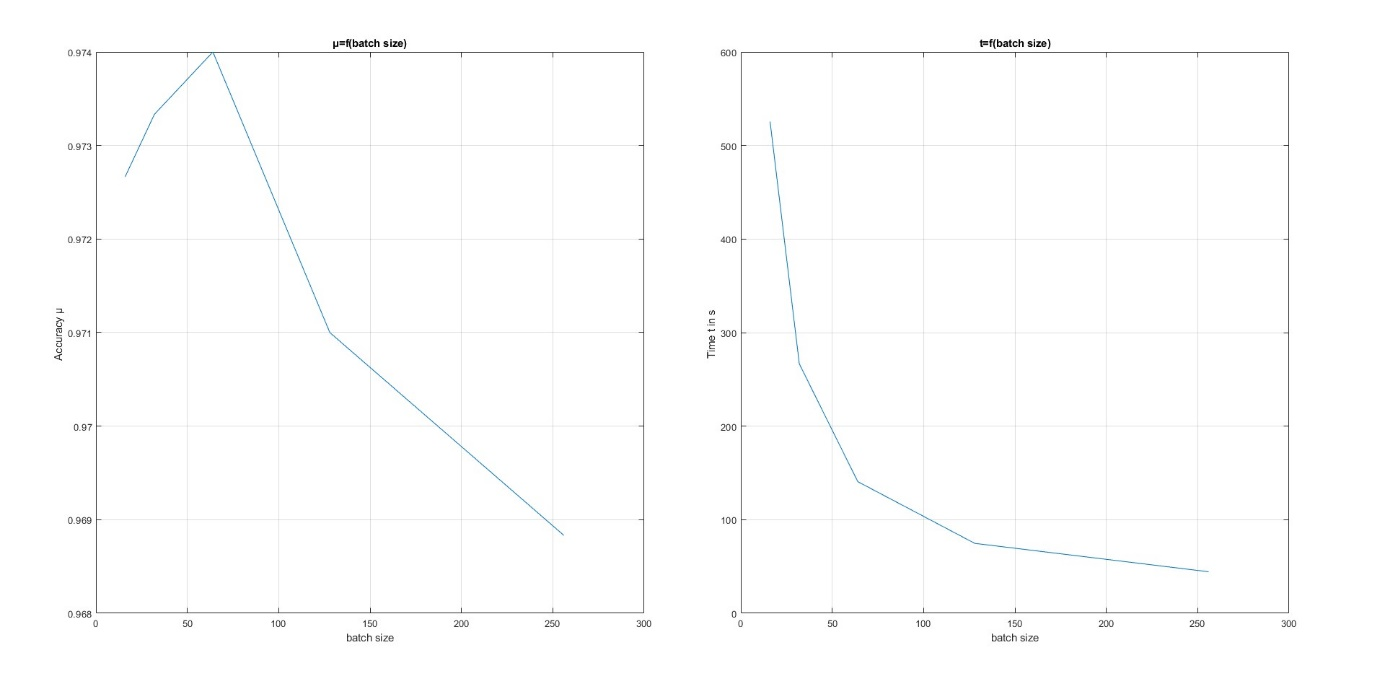 µ=f(batch size)
0.974
0.973
0.972
0.971
0.97
0.969
0.968
Accuracy µ
0 50 100 150 200 250 300
batch size
t=f(batch size)
600
500
400
300
200
100
0
Time t in s
0 50 100 150 200 250 300
batch size